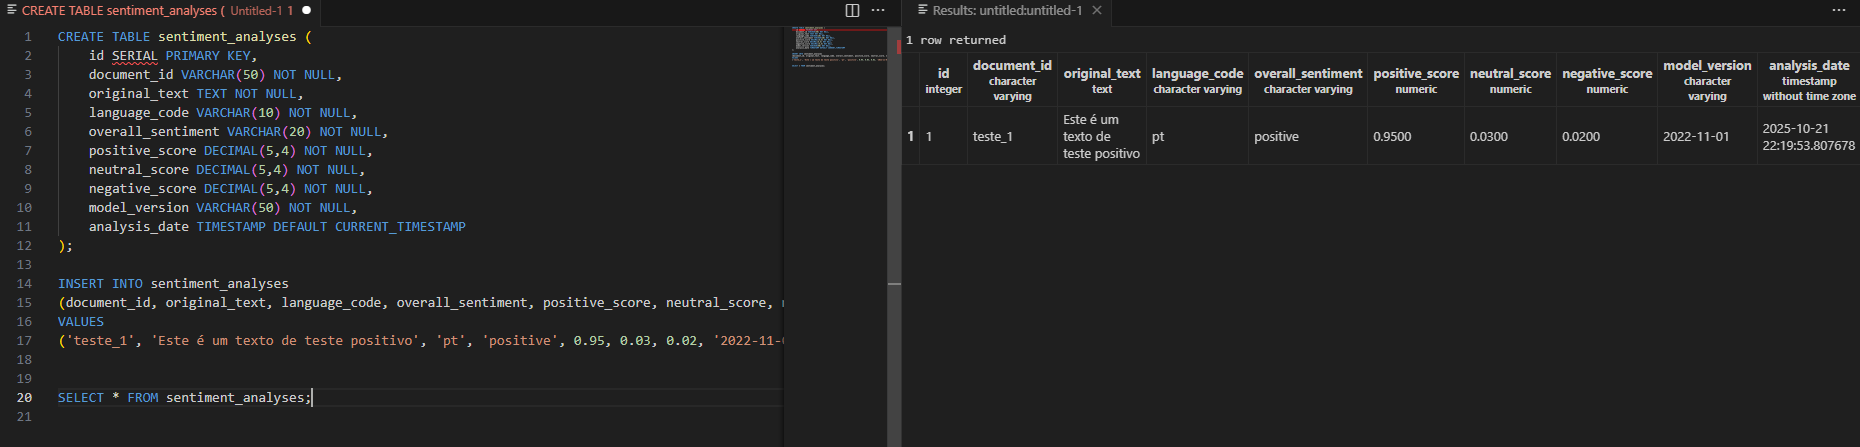 CREATE TABLE sentiment_analyses ( Untitled-1 1
1 CREATE TABLE sentiment_analyses (
2 id SERIAL PRIMARY KEY,
3 document_id VARCHAR(50) NOT NULL,
4 original_text TEXT NOT NULL,
5 language_code VARCHAR(10) NOT NULL,
6 overall_sentiment VARCHAR(20) NOT NULL,
7 positive_score DECIMAL(5,4) NOT NULL,
8 neutral_score DECIMAL(5,4) NOT NULL,
9 negative_score DECIMAL(5,4) NOT NULL,
10 model_version VARCHAR(50) NOT NULL,
11 analysis_date TIMESTAMP DEFAULT CURRENT_TIMESTAMP
12 );
13
14 INSERT INTO sentiment_analyses
15 (document_id, original_text, language_code, overall_sentiment, positive_score, neutral_score,
16 VALUES
17 ('teste_1', 'Este é um texto de teste positivo', 'pt', 'positive', 0.95, 0.03, 0.02, '2022-11-
18
19
20 SELECT * FROM sentiment_analyses;
21
Results: untitled:untitled-1
1 row returned
id document_id original_text language_code overall_sentiment positive_score neutral_score negative_score model_version analysis_date
integer character varying text character varying character varying numeric numeric numeric character varying timestamp without time zone
1 1 teste_1 Este é um texto de teste positivo pt positive 0.9500 0.0300 0.0200 2022-11-01 2025-10-21 22:19:53.807678